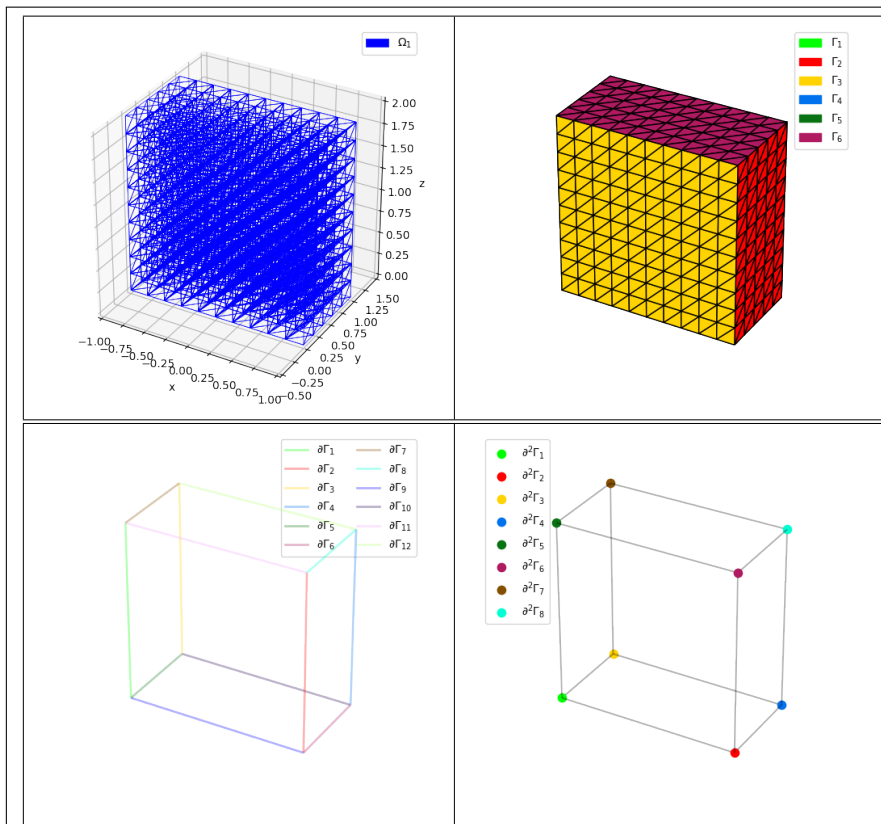 Ω₁
2.00
1.75
1.50
1.25
1.00
0.75
0.50
0.25
0.00
z
−1.00
−0.75
−0.50
−0.25
0.00
0.25
0.50
0.75
1.00
x
−0.50
−0.25
0.00
0.25
0.50
0.75
1.00
1.25
1.50
y
Γ₁
Γ₂
Γ₃
Γ₄
Γ₅
Γ₆
∂Γ₁ ∂Γ₇
∂Γ₂ ∂Γ₈
∂Γ₃ ∂Γ₉
∂Γ₄ ∂Γ₁₀
∂Γ₅ ∂Γ₁₁
∂Γ₆ ∂Γ₁₂
∂²Γ₁
∂²Γ₂
∂²Γ₃
∂²Γ₄
∂²Γ₅
∂²Γ₆
∂²Γ₇
∂²Γ₈